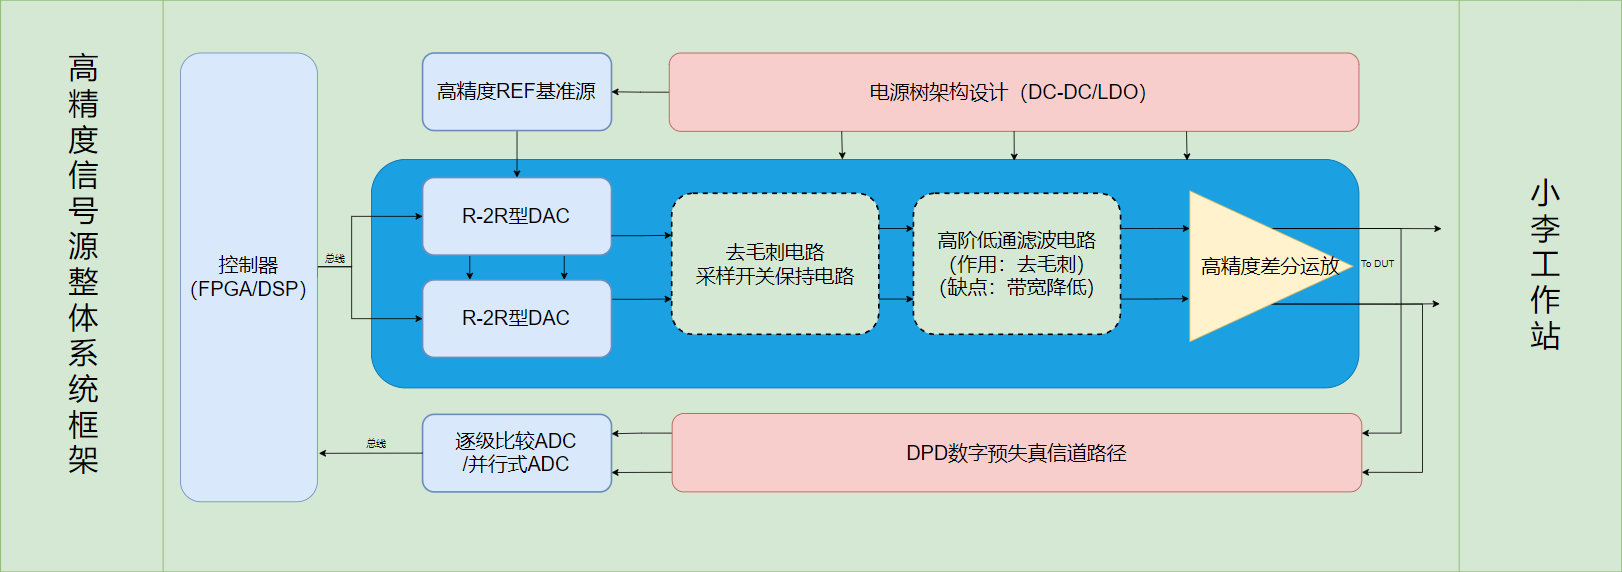 高精度信号源整体系统框架
高精度REF基准源
电源树架构设计（DC-DC/LDO）
控制器
（FPGA/DSP）
总线
R-2R型DAC
R-2R型DAC
去毛刺电路
采样开关保持电路
高阶低通滤波电路
（作用：去毛刺）
（缺点：带宽降低）
高精度差分运放
To DUT
总线
逐级比较ADC
/并行式ADC
DPD数字预失真信道路径
小李工作站